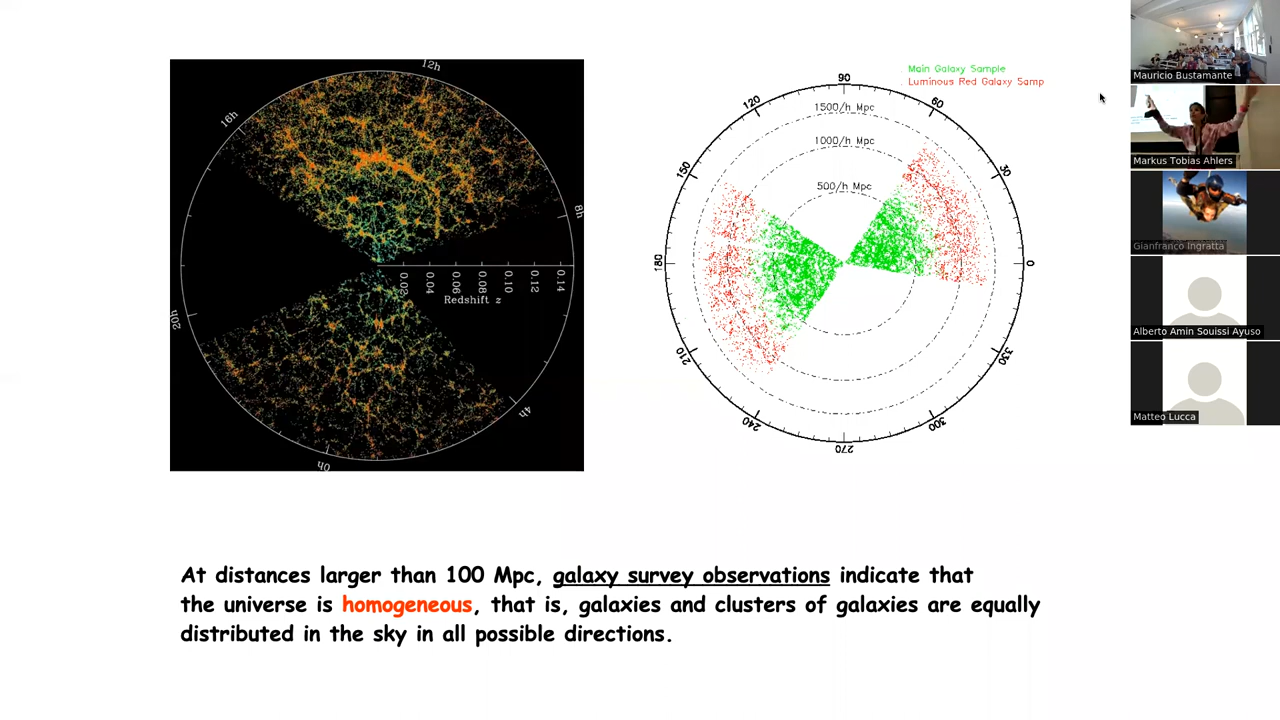 12h
16h
8h
20h
4h
0h
0.02
0.04
0.06
0.08
0.10
0.12
0.14
Redshift z
Main Galaxy Sample
Luminous Red Galaxy Samp
90
120
60
150
30
180
0
210
330
240
300
270
1500/h Mpc
1000/h Mpc
500/h Mpc
At distances larger than 100 Mpc, galaxy survey observations indicate that
the universe is homogeneous, that is, galaxies and clusters of galaxies are equally
distributed in the sky in all possible directions.
Mauricio Bustamante
Markus Tobias Ahlers
Gianfranco Ingratta
Alberto Amin Souissi Ayuso
Matteo Lucca